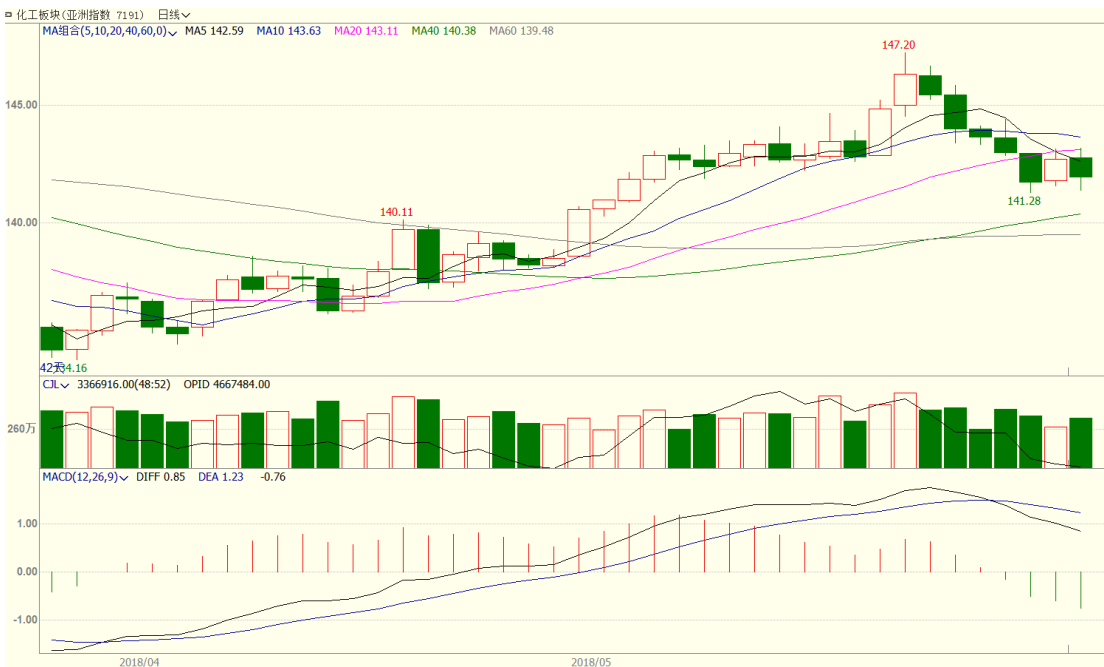 化工板块(亚洲指数 7191) 日线
MA组合(5,10,20,40,60,0) MA5 142.59 MA10 143.63 MA20 143.11 MA40 140.38 MA60 139.48
147.20
145.00
140.11
140.00
141.28
42天 134.16
CJL 3366916.00(48:52) OPID 4667484.00
260万
MACD(12,26,9) DIFF 0.85 DEA 1.23 -0.76
1.00
0.00
-1.00
2018/04 2018/05